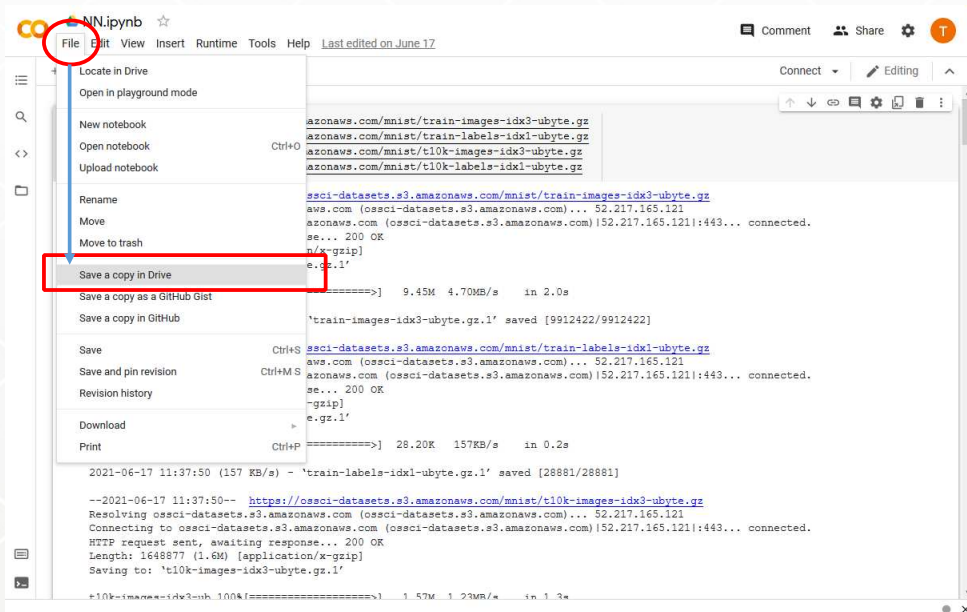 NN.ipynb
Comment Share T
File Edit View Insert Runtime Tools Help Last edited on June 17
Connect Editing
Locate in Drive
Open in playground mode
New notebook
Open notebook Ctrl+O
Upload notebook
Rename
Move
Move to trash
Save a copy in Drive
Save a copy as a GitHub Gist
Save a copy in GitHub
Save Ctrl+S
Save and pin revision Ctrl+M S
Revision history
Download
Print Ctrl+P
azonaws.com/mnist/train-images-idx3-ubyte.gz
azonaws.com/mnist/train-labels-idx1-ubyte.gz
azonaws.com/mnist/t10k-images-idx3-ubyte.gz
azonaws.com/mnist/t10k-labels-idx1-ubyte.gz
ossci-datasets.s3.amazonaws.com/mnist/train-images-idx3-ubyte.gz
aws.com (ossci-datasets.s3.amazonaws.com)... 52.217.165.121
azonaws.com (ossci-datasets.s3.amazonaws.com)|52.217.165.121|:443... connected.
se... 200 OK
n/x-gzip]
e.gz.1’
===========>] 9.45M 4.70MB/s in 2.0s
‘train-images-idx3-ubyte.gz.1’ saved [9912422/9912422]
ossci-datasets.s3.amazonaws.com/mnist/train-labels-idx1-ubyte.gz
aws.com (ossci-datasets.s3.amazonaws.com)... 52.217.165.121
azonaws.com (ossci-datasets.s3.amazonaws.com)|52.217.165.121|:443... connected.
se... 200 OK
-gzip]
e.gz.1’
===========>] 28.20K 157KB/s in 0.2s
2021-06-17 11:37:50 (157 KB/s) - ‘train-labels-idx1-ubyte.gz.1’ saved [28881/28881]
--2021-06-17 11:37:50-- https://ossci-datasets.s3.amazonaws.com/mnist/t10k-images-idx3-ubyte.gz
Resolving ossci-datasets.s3.amazonaws.com (ossci-datasets.s3.amazonaws.com)... 52.217.165.121
Connecting to ossci-datasets.s3.amazonaws.com (ossci-datasets.s3.amazonaws.com)|52.217.165.121|:443... connected.
HTTP request sent, awaiting response... 200 OK
Length: 1648877 (1.6M) [application/x-gzip]
Saving to: ‘t10k-images-idx3-ubyte.gz.1’
t10k-images-idx3-ub 100%[===================>] 1.57M 1.23MB/s in 1.3s